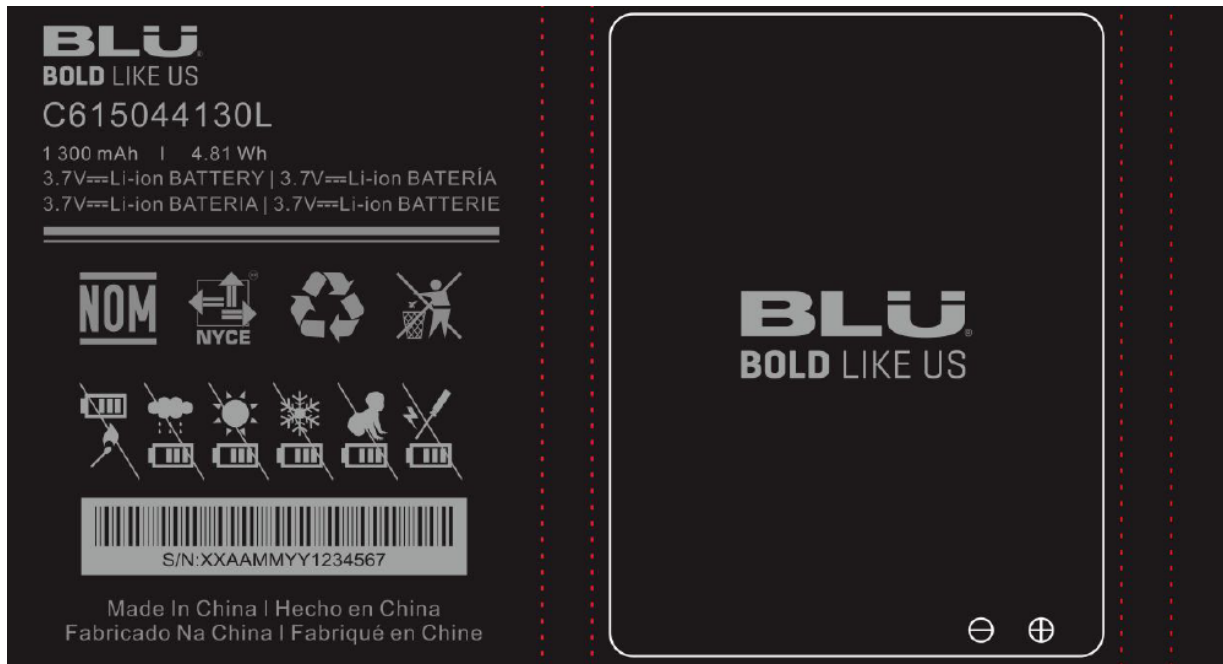 BLU
BOLD LIKE US
C615044130L
1 300 mAh | 4.81 Wh
3.7V⎓Li-ion BATTERY | 3.7V⎓Li-ion BATERÍA
3.7V⎓Li-ion BATERIA | 3.7V⎓Li-ion BATTERIE
NOM
NYCE
S/N:XXAAMMYY1234567
Made In China | Hecho en China
Fabricado Na China | Fabriqué en Chine
BLU
BOLD LIKE US